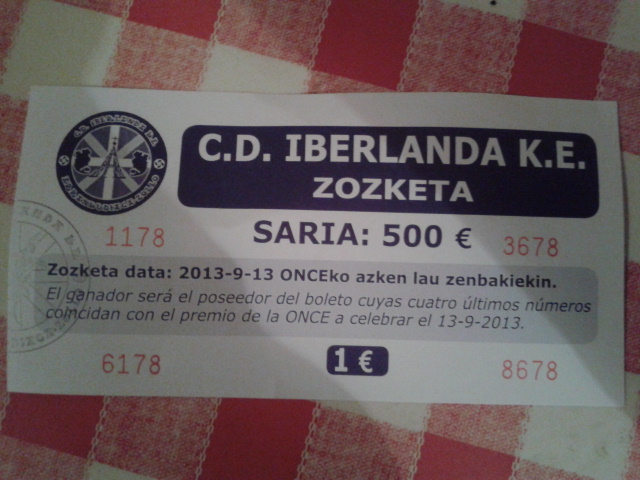 C.D. IBERLANDA K.E.
ZOZKETA
1178
SARIA: 500 €
3678
Zozketa data: 2013-9-13 ONCEko azken lau zenbakiekin.
El ganador será el poseedor del boleto cuyas cuatro últimos números
coincidan con el premio de la ONCE a celebrar el 13-9-2013.
6178
1 €
8678